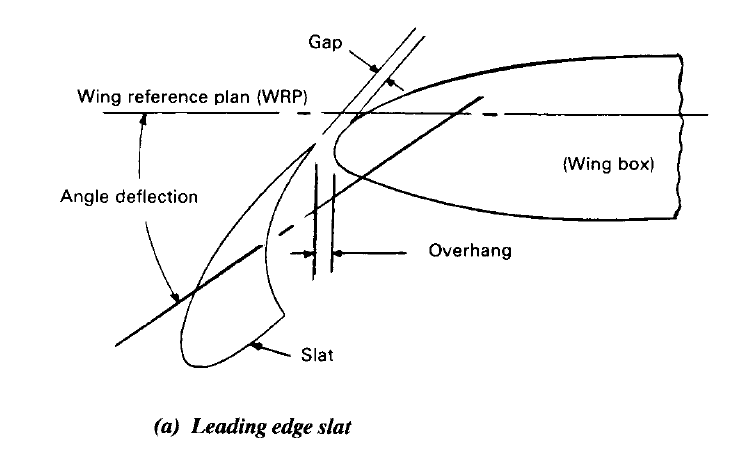 Gap
Wing reference plan (WRP)
(Wing box)
Angle deflection
Overhang
Slat
(a) Leading edge slat